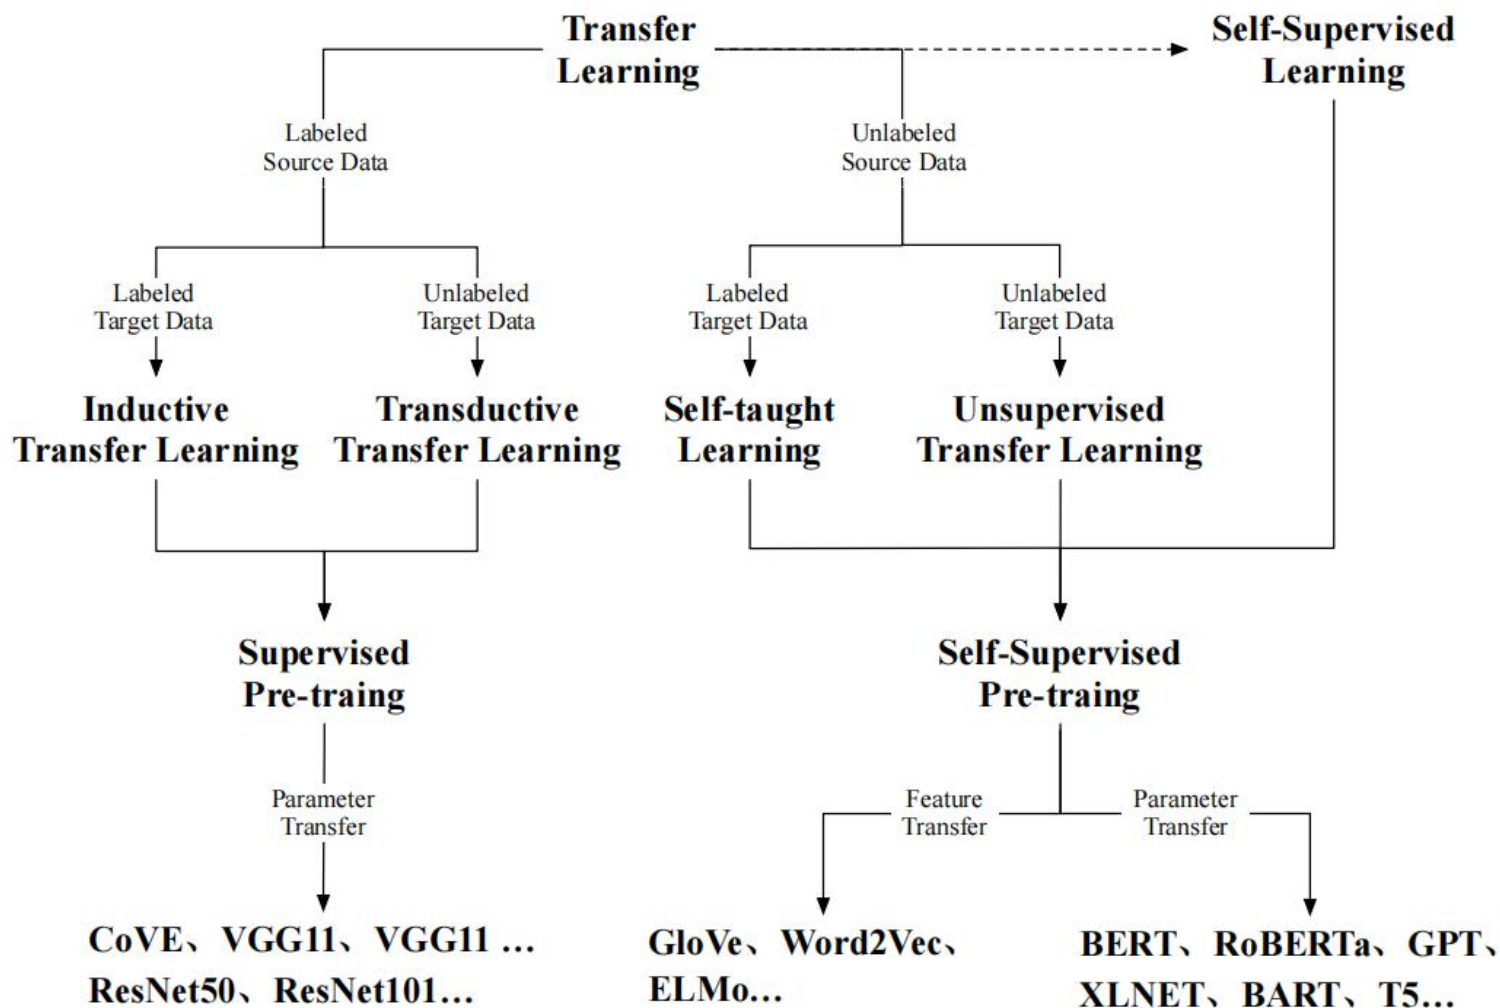 Transfer
Learning
Self-Supervised
Learning
Labeled
Source Data
Unlabeled
Source Data
Labeled
Target Data
Unlabeled
Target Data
Labeled
Target Data
Unlabeled
Target Data
Inductive
Transfer Learning
Transductive
Transfer Learning
Self-taught
Learning
Unsupervised
Transfer Learning
Supervised
Pre-traing
Self-Supervised
Pre-traing
Parameter
Transfer
Feature
Transfer
Parameter
Transfer
CoVE、VGG11、VGG11 ...
ResNet50、ResNet101...
GloVe、Word2Vec、
ELMo...
BERT、RoBERTa、GPT、
XLNET、BART、T5...